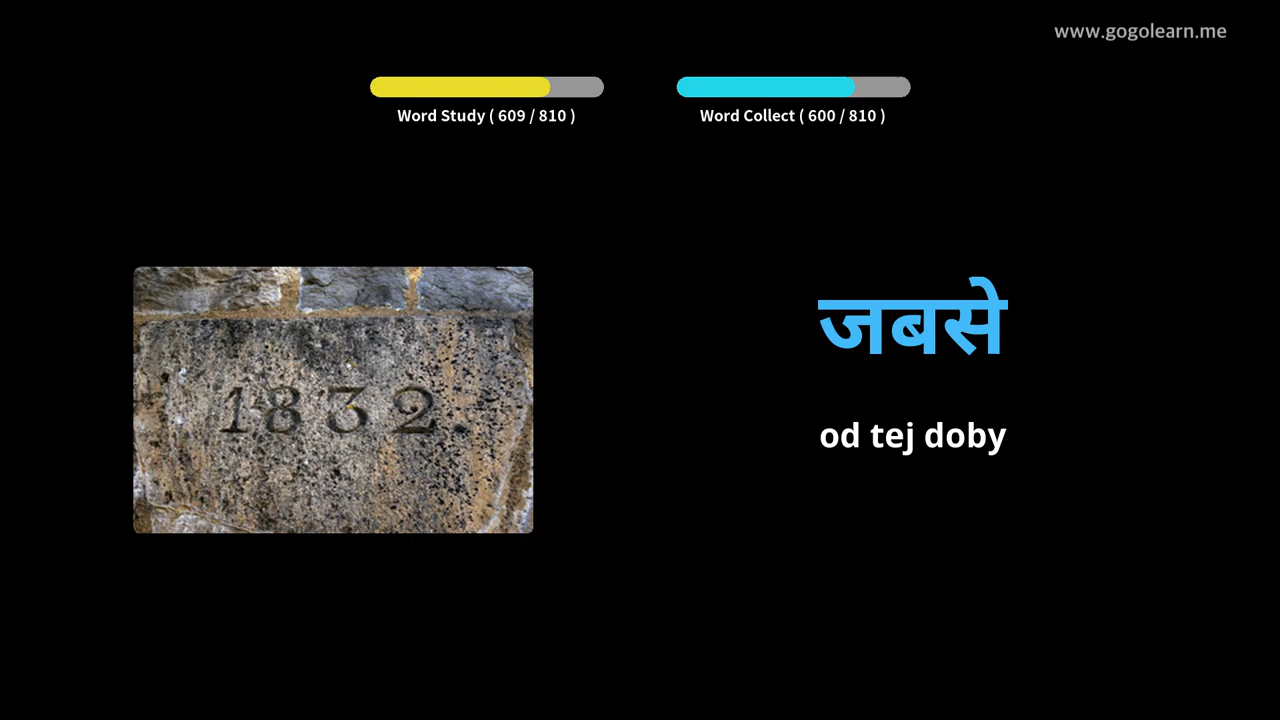 www.gogolearn.me
Word Study ( 609 / 810 )
Word Collect ( 600 / 810 )
1832.
जबसे
od tej doby